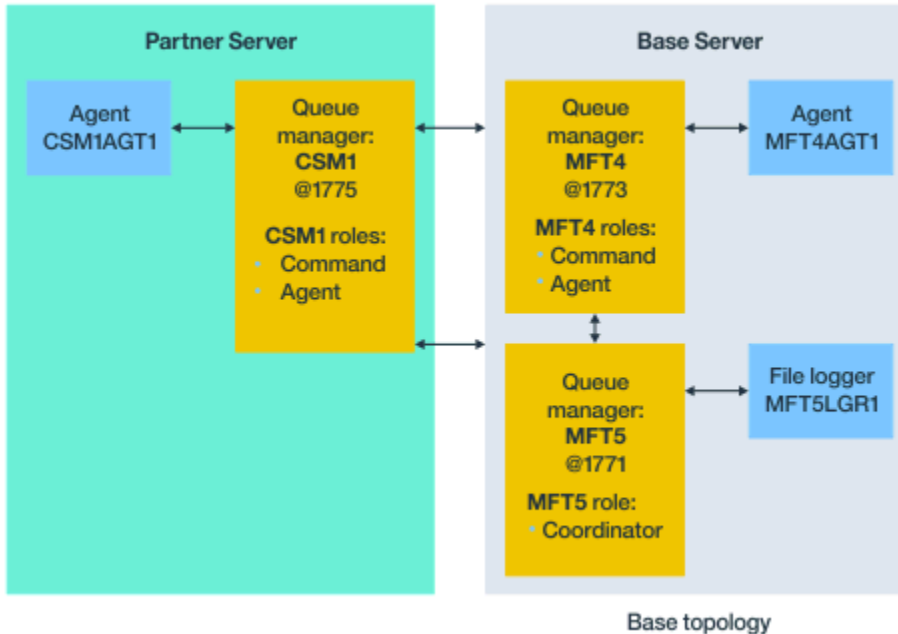 Partner Server
Agent
CSM1AGT1
Queue
manager:
CSM1
@1775
CSM1 roles:
• Command
• Agent
Base Server
Queue
manager:
MFT4
@1773
MFT4 roles:
• Command
• Agent
Agent
MFT4AGT1
Queue
manager:
MFT5
@1771
MFT5 role:
• Coordinator
File logger
MFT5LGR1
Base topology